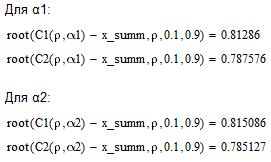 Для α1:
root(C1(ρ,α1) − x_summ,ρ,0.1,0.9) = 0.81286
root(C2(ρ,α1) − x_summ,ρ,0.1,0.9) = 0.787576
Для α2:
root(C1(ρ,α2) − x_summ,ρ,0.1,0.9) = 0.815086
root(C2(ρ,α2) − x_summ,ρ,0.1,0.9) = 0.785127